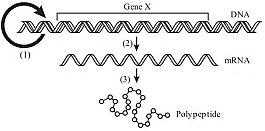 Gene X
DNA
(1)
(2)
mRNA
(3)
Polypeptide